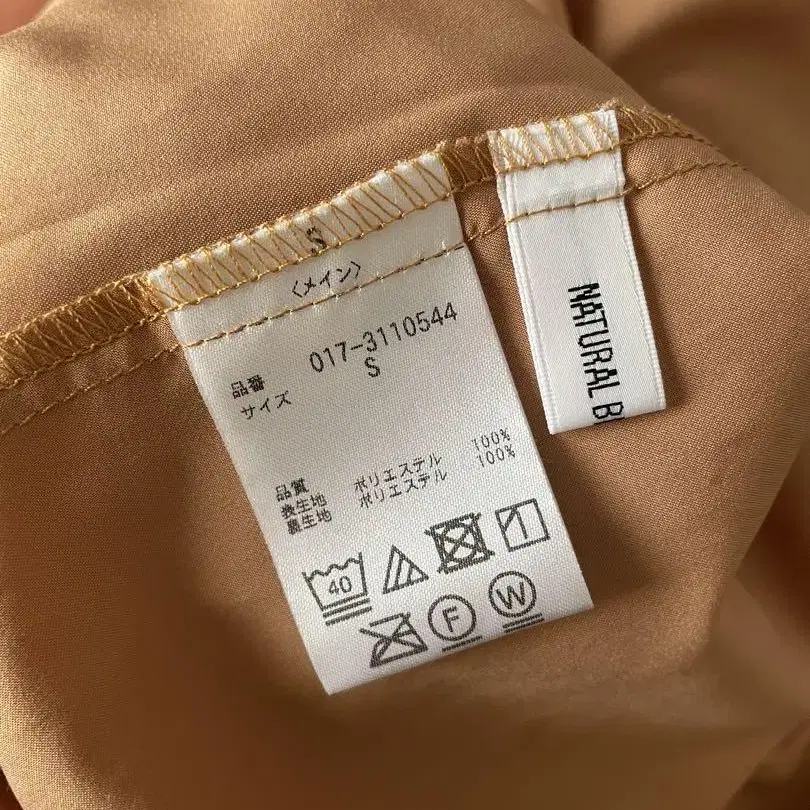 S
〈メイン〉
品番 017-3110544
サイズ S
品質
表生地 ポリエステル 100%
裏生地 ポリエステル 100%
40
F W
NATURAL